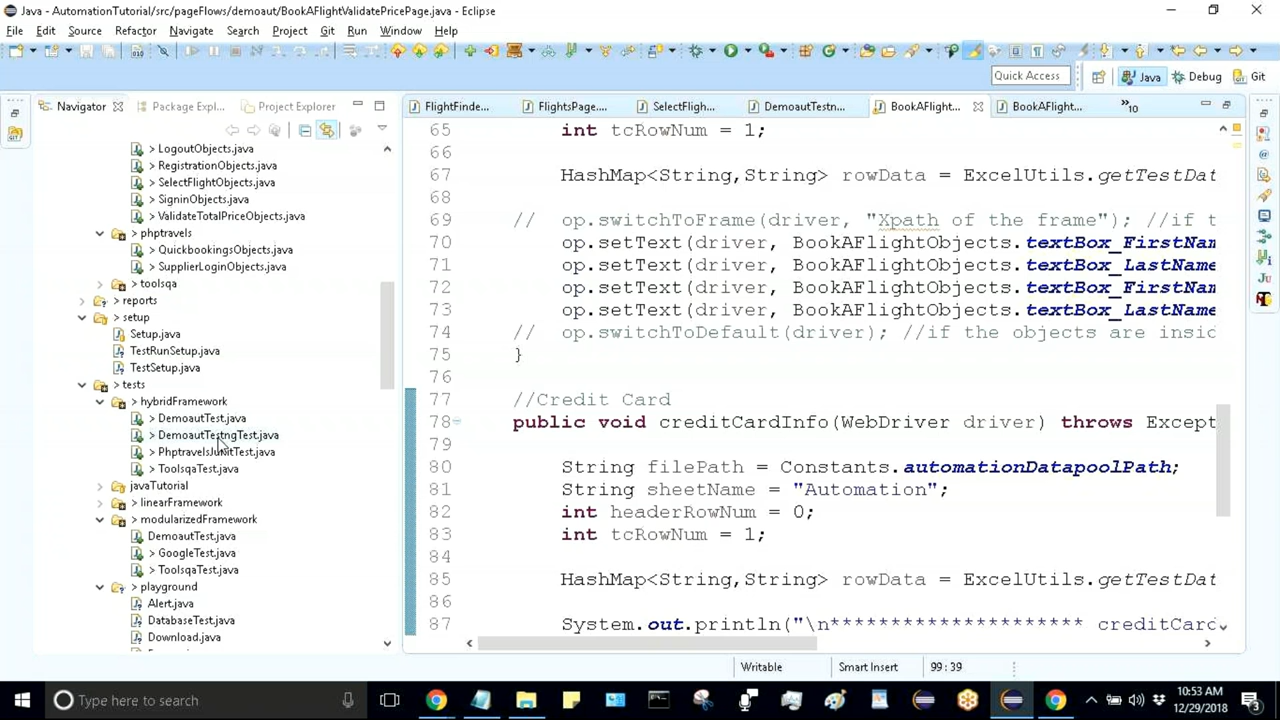 Java - AutomationTutorial/src/pageFlows/demoaut/BookAFlightValidatePricePage.java - Eclipse
File Edit Source Refactor Navigate Search Project Git Run Window Help
Quick Access Java Debug Git
Navigator Package Expl... Project Explorer
FlightFinde... FlightsPage.... SelectFligh... DemoautTestn... BookAFlight... BookAFlight... »10
> LogoutObjects.java
> RegistrationObjects.java
> SelectFlightObjects.java
> SigninObjects.java
> ValidateTotalPriceObjects.java
> phptravels
> QuickbookingsObjects.java
> SupplierLoginObjects.java
> toolsqa
> reports
> setup
Setup.java
TestRunSetup.java
TestSetup.java
> tests
> hybridFramework
> DemoautTest.java
> DemoautTestngTest.java
> PhptravelsJunitTest.java
> ToolsqaTest.java
javaTutorial
> linearFramework
> modularizedFramework
DemoautTest.java
> GoogleTest.java
> ToolsqaTest.java
> playground
Alert.java
DatabaseTest.java
Download.java
65 int tcRowNum = 1;
66
67 HashMap<String,String> rowData = ExcelUtils.getTestDat
68
69 // op.switchToFrame(driver, "Xpath of the frame"); //if t
70 op.setText(driver, BookAFlightObjects.textBox_FirstNam
71 op.setText(driver, BookAFlightObjects.textBox_LastName
72 op.setText(driver, BookAFlightObjects.textBox_FirstNam
73 op.setText(driver, BookAFlightObjects.textBox_LastName
74 // op.switchToDefault(driver); //if the objects are insid
75 }
76
77 //Credit Card
78 public void creditCardInfo(WebDriver driver) throws Except
79
80 String filePath = Constants.automationDatapoolPath;
81 String sheetName = "Automation";
82 int headerRowNum = 0;
83 int tcRowNum = 1;
84
85 HashMap<String,String> rowData = ExcelUtils.getTestDat
86
87 System.out.println("\n********************* creditCard
Writable Smart Insert 99 : 39
Type here to search
10:53 AM
12/29/2018
3